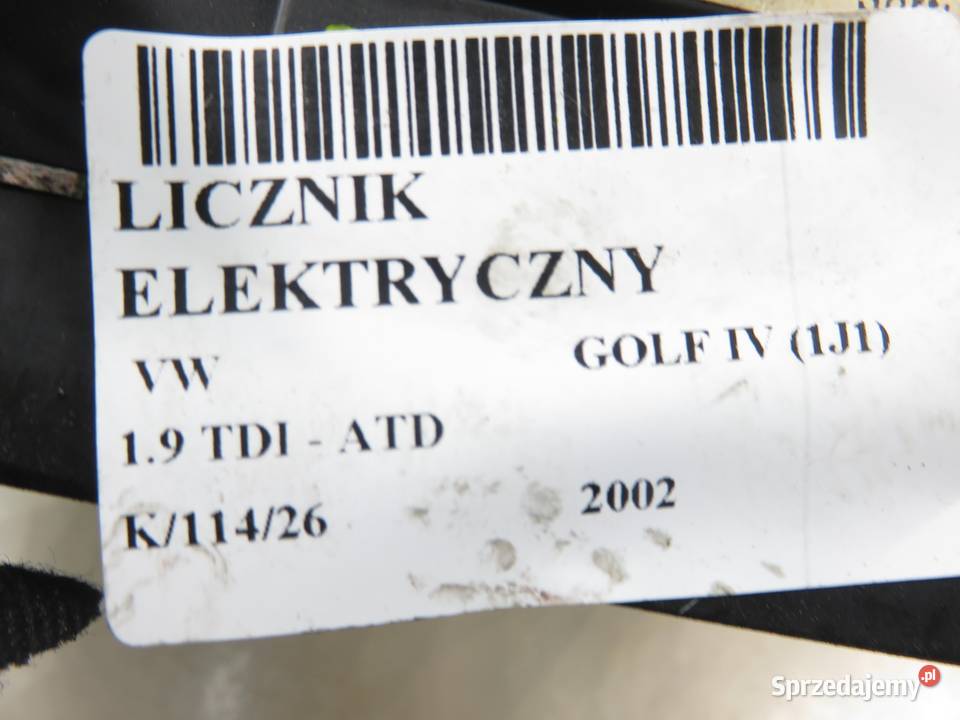 LICZNIK
ELEKTRYCZNY
VW GOLF IV (1J1)
1.9 TDI - ATD
K/114/26 2002
Sprzedajemy.pl